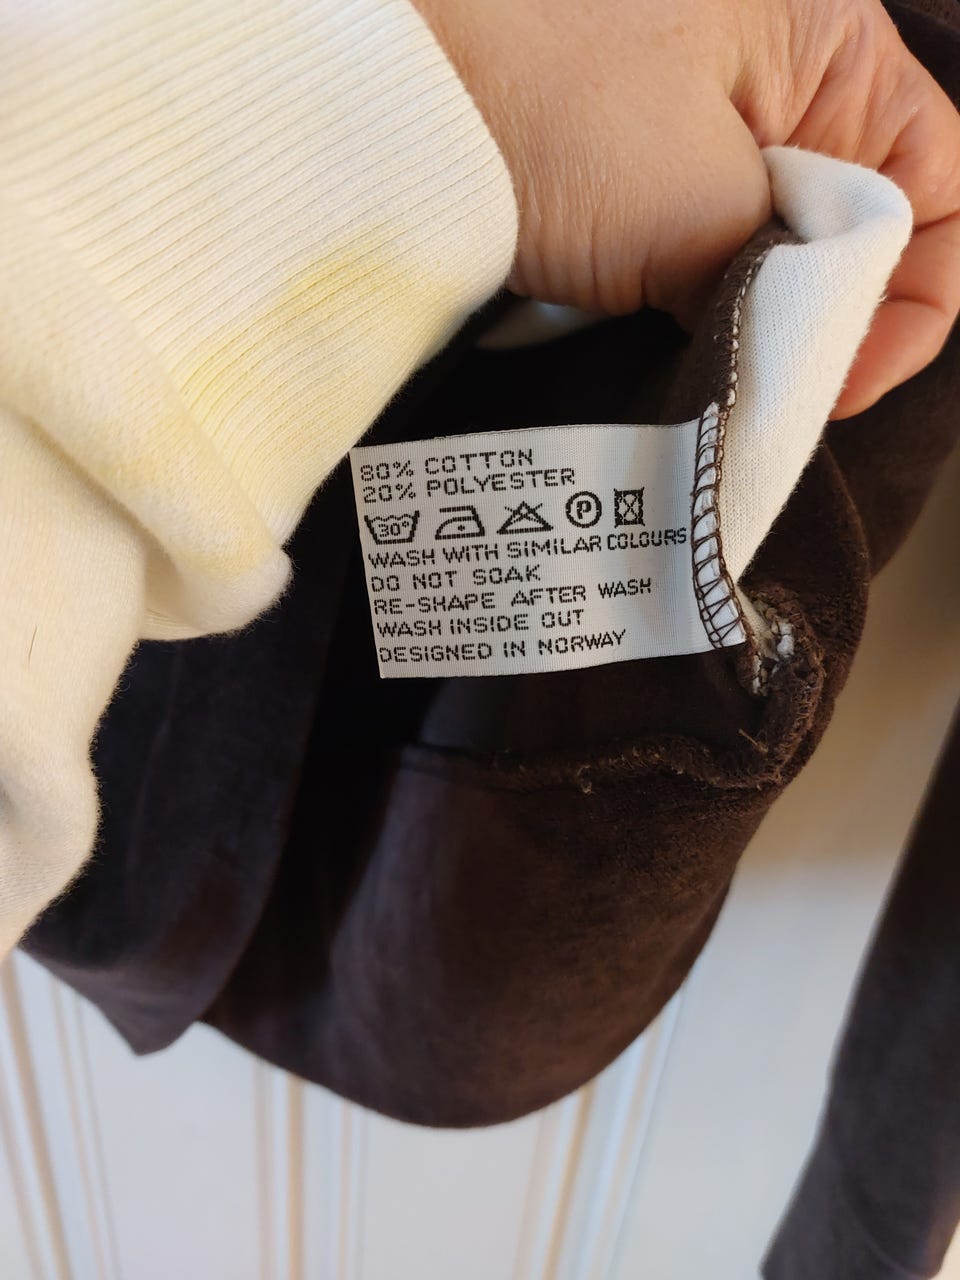 80% COTTON
20% POLYESTER
30° P
WASH WITH SIMILAR COLOURS
DO NOT SOAK
RE-SHAPE AFTER WASH
WASH INSIDE OUT
DESIGNED IN NORWAY